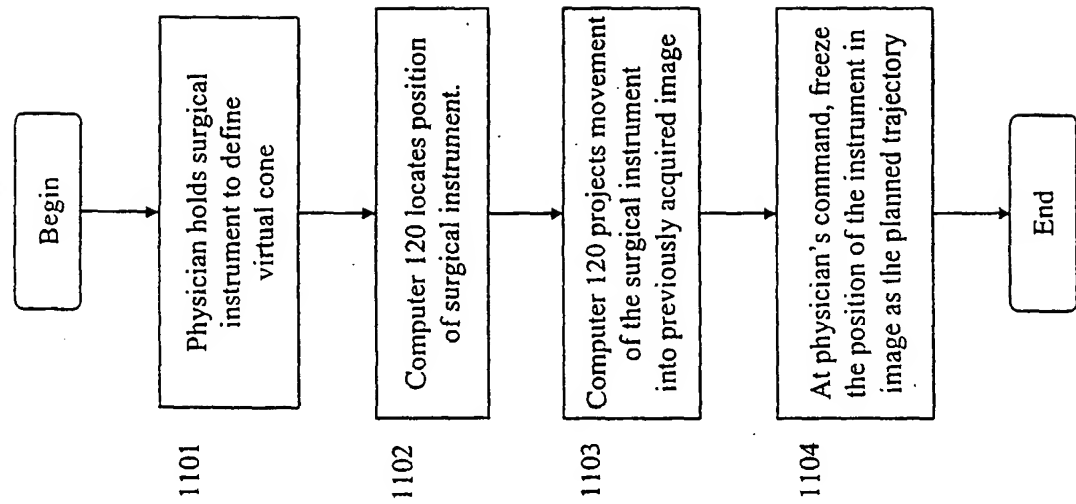 Begin
1101
Physician holds surgical
instrument to define
virtual cone
1102
Computer 120 locates position
of surgical instrument.
1103
Computer 120 projects movement
of the surgical instrument
into previously acquired image
1104
At physician's command, freeze
the position of the instrument in
image as the planned trajectory
End